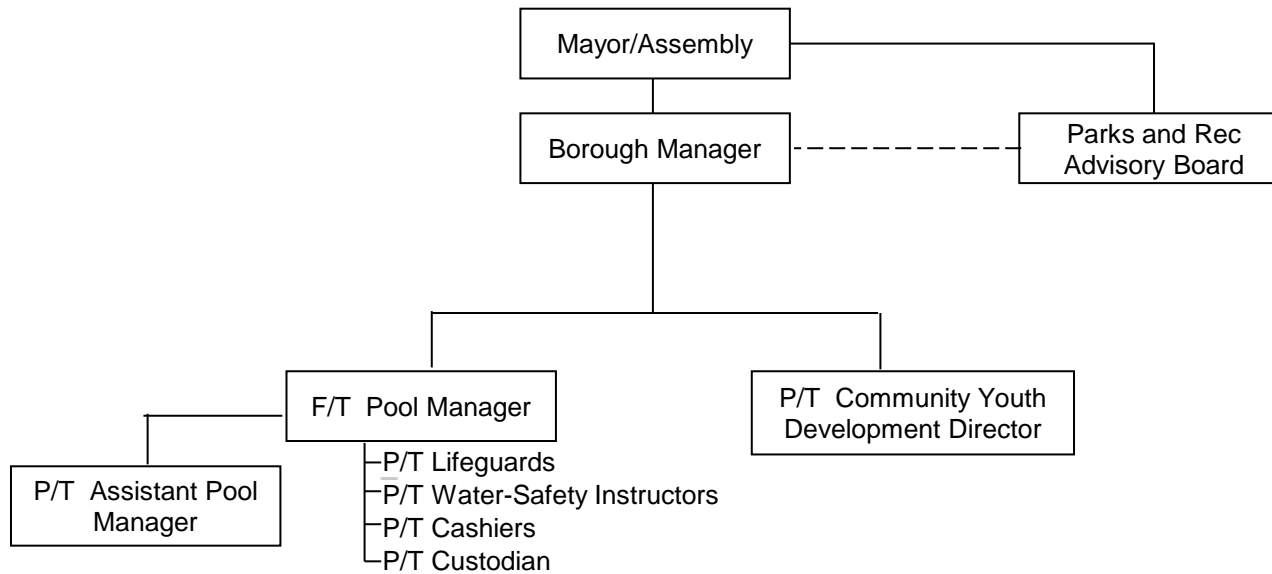 Mayor/Assembly
Borough Manager
Parks and Rec
Advisory Board
F/T Pool Manager
P/T Community Youth
Development Director
P/T Assistant Pool
Manager
P/T Lifeguards
P/T Water-Safety Instructors
P/T Cashiers
P/T Custodian